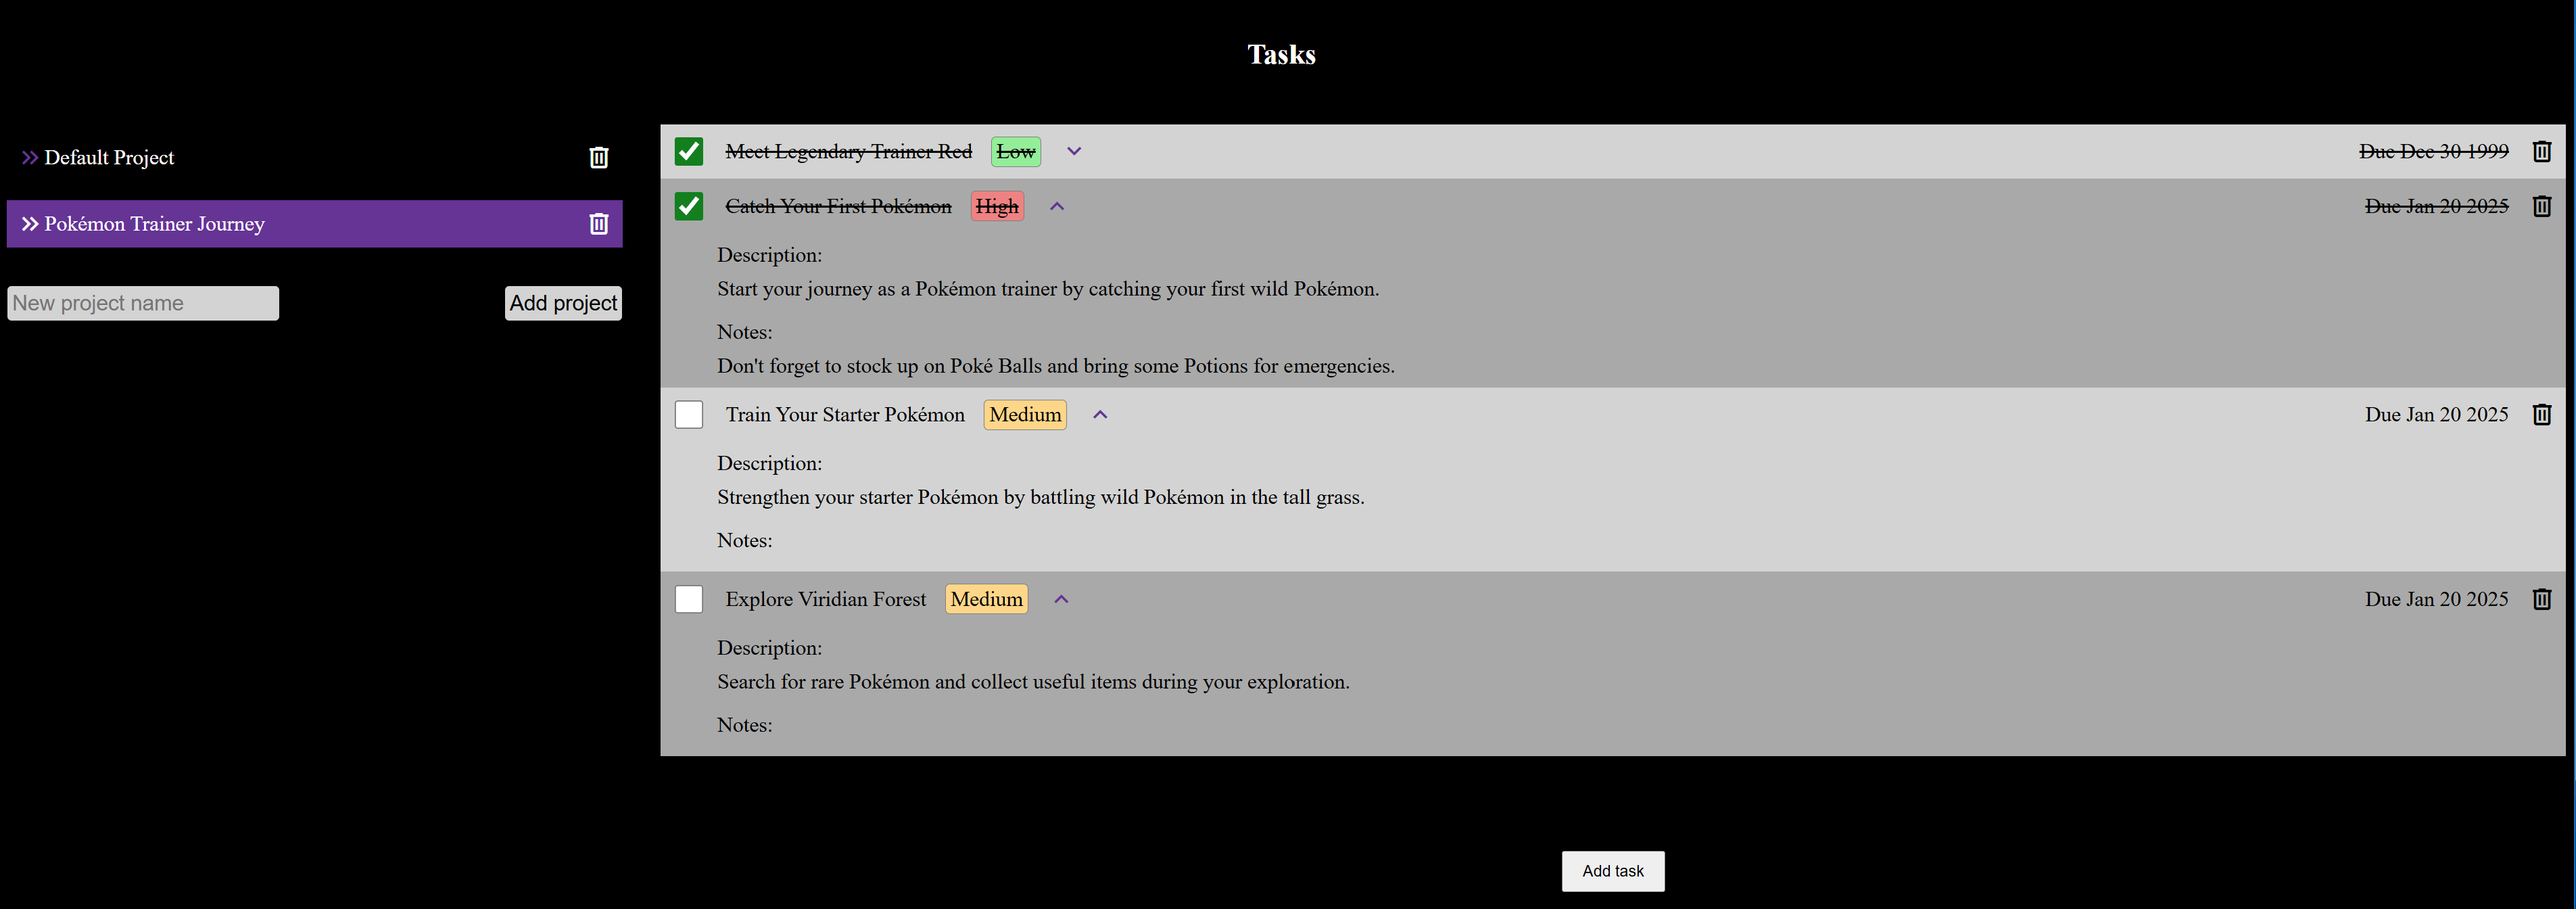 Tasks
Default Project
Pokémon Trainer Journey
New project name
Add project
Meet Legendary Trainer Red Low Due Dec 30 1999
Catch Your First Pokémon High Due Jan 20 2025
Description:
Start your journey as a Pokémon trainer by catching your first wild Pokémon.
Notes:
Don't forget to stock up on Poké Balls and bring some Potions for emergencies.
Train Your Starter Pokémon Medium Due Jan 20 2025
Description:
Strengthen your starter Pokémon by battling wild Pokémon in the tall grass.
Notes:
Explore Viridian Forest Medium Due Jan 20 2025
Description:
Search for rare Pokémon and collect useful items during your exploration.
Notes:
Add task